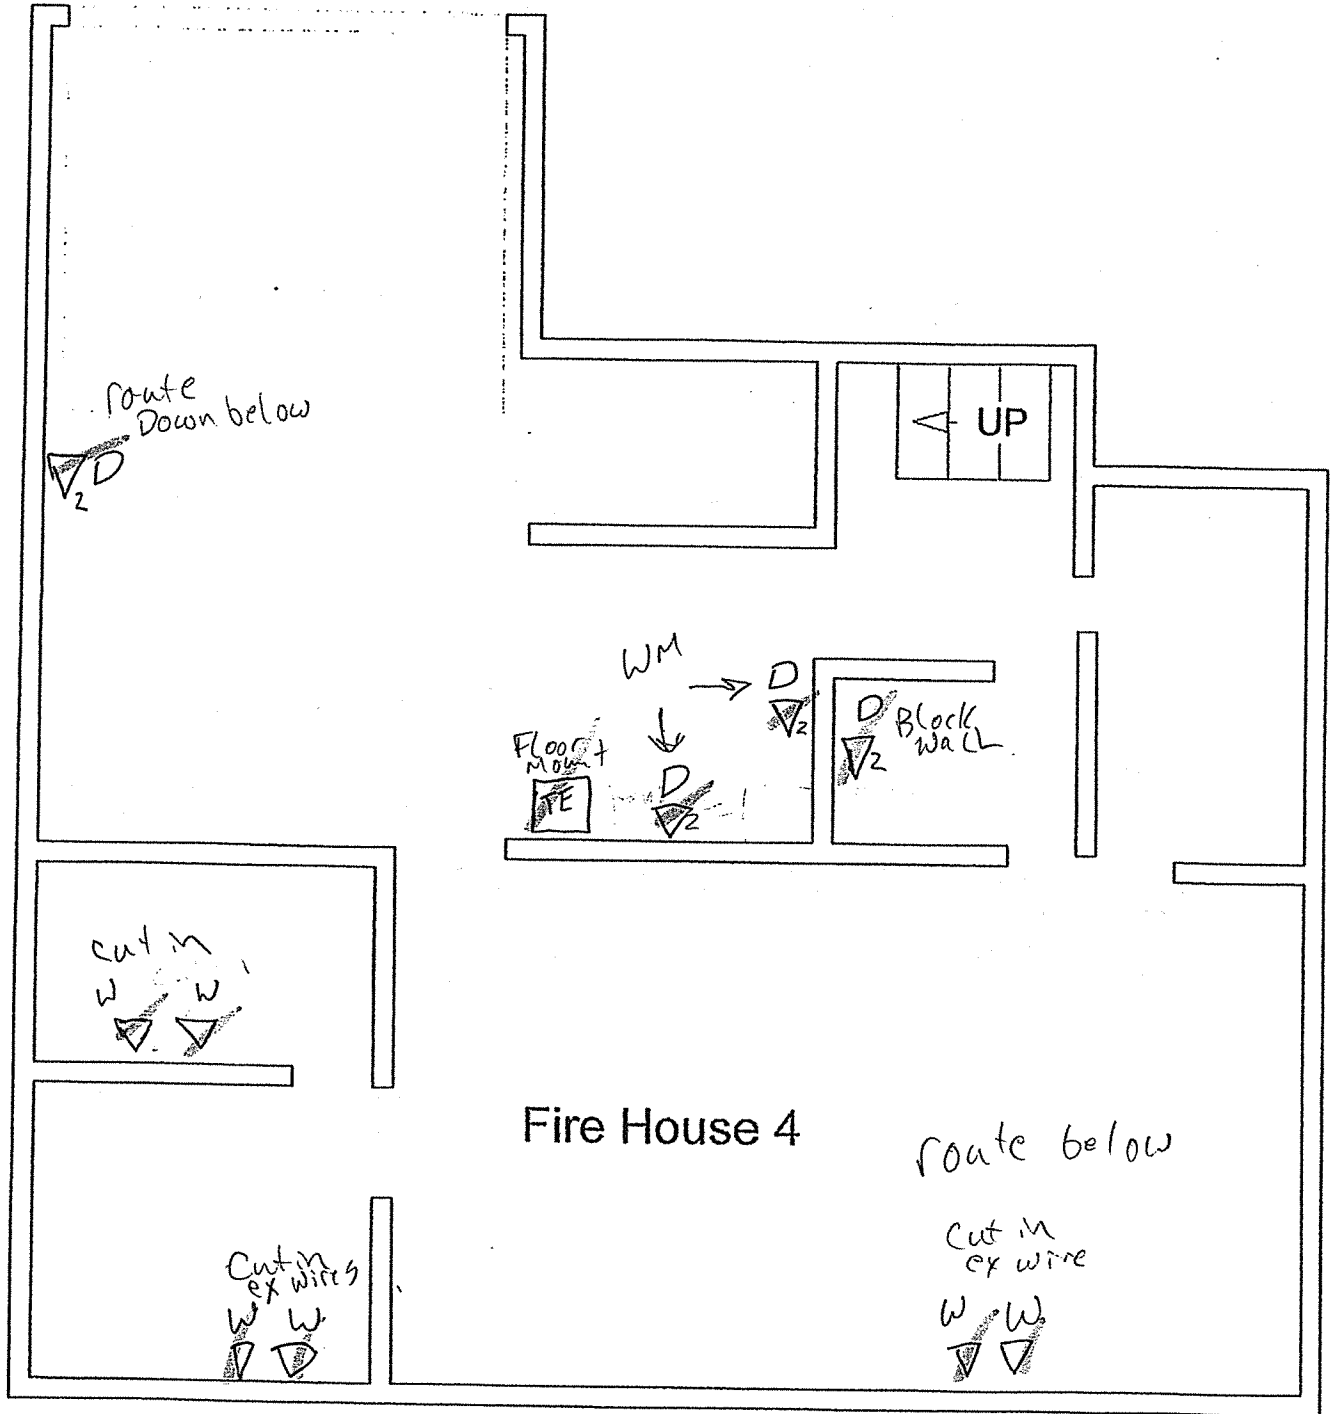 route
Down below
D
2
UP
WM
D
2
D
2
Block
Wall
Floor
Mount
TE
D
2
cut in
W W
Fire House 4
route below
Cut in
ex wires
W W
Cut in
ex wire
W W